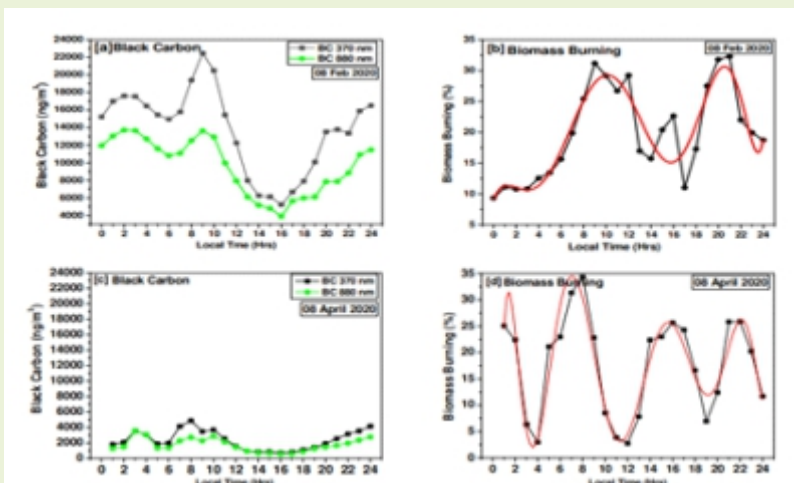 [a] Black Carbon
BC 370 nm
BC 880 nm
08 Feb 2020
Black Carbon (ng/m³)
24000
22000
20000
18000
16000
14000
12000
10000
8000
6000
4000
0 2 4 6 8 10 12 14 16 18 20 22 24
Local Time (Hrs)
[b] Biomass Burning
08 Feb 2020
Biomass Burning (%)
35
30
25
20
15
10
5
0 2 4 6 8 10 12 14 16 18 20 22 24
Local Time (Hrs)
[c] Black Carbon
BC 370 nm
BC 880 nm
08 April 2020
Black Carbon (ng/m³)
24000
22000
20000
18000
16000
14000
12000
10000
8000
6000
4000
2000
0
0 2 4 6 8 10 12 14 16 18 20 22 24
Local Time (Hrs)
[d] Biomass Burning
08 April 2020
Biomass Burning (%)
35
30
25
20
15
10
5
0
0 2 4 6 8 10 12 14 16 18 20 22 24
Local Time (Hrs)